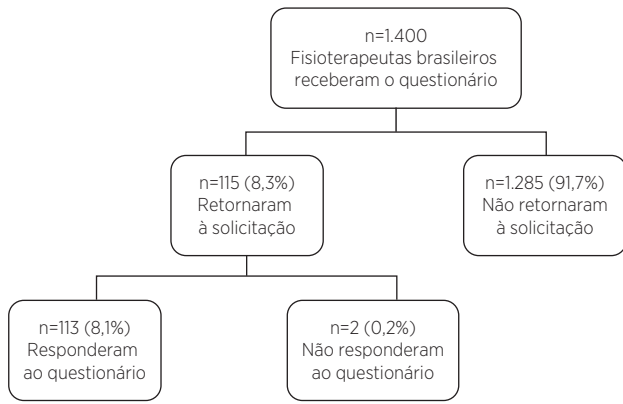 n=1.400
Fisioterapeutas brasileiros
receberam o questionário
n=115 (8,3%)
Retornaram
à solicitação
n=1.285 (91,7%)
Não retornaram
à solicitação
n=113 (8,1%)
Responderam
ao questionário
n=2 (0,2%)
Não responderam
ao questionário